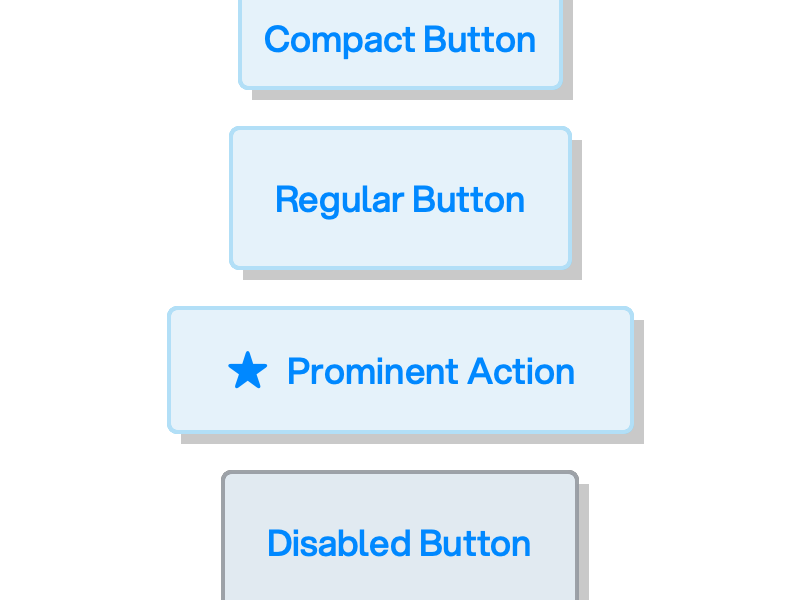 Compact Button
Regular Button
Prominent Action
Disabled Button